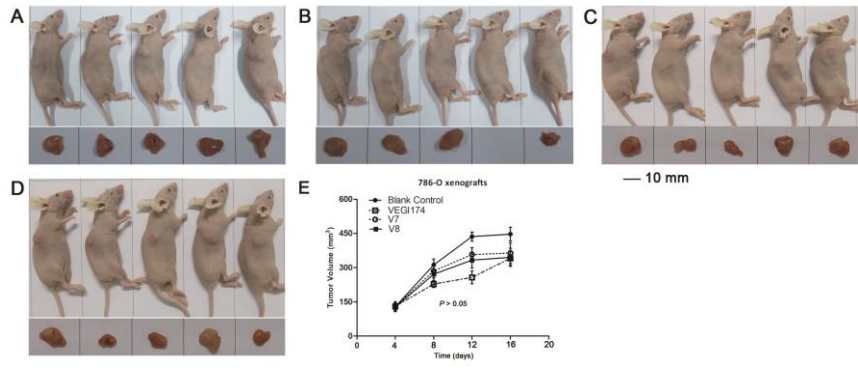 A
B
C
10 mm
D
E
786-O xenografts
Blank Control
VEGI174
V7
V8
Tumor Volume (mm³)
600
450
300
150
0
P > 0.05
0 4 8 12 16 20
Time (days)